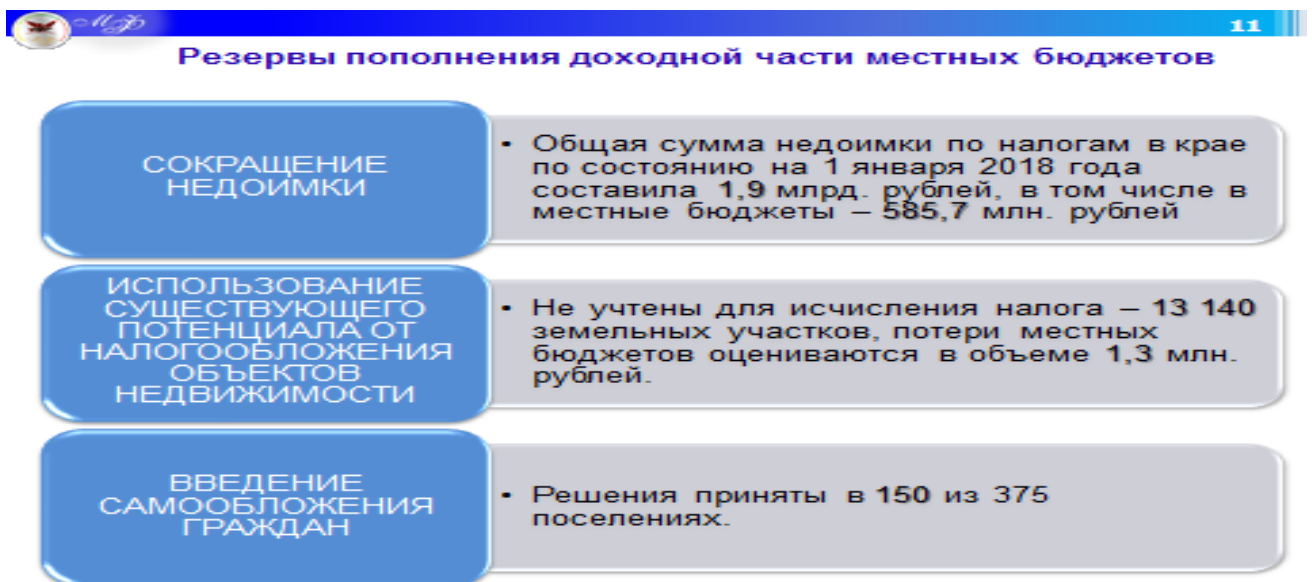 МФ
11
Резервы пополнения доходной части местных бюджетов
СОКРАЩЕНИЕ
НЕДОИМКИ
• Общая сумма недоимки по налогам в крае
по состоянию на 1 января 2018 года
составила 1,9 млрд. рублей, в том числе в
местные бюджеты – 585,7 млн. рублей
ИСПОЛЬЗОВАНИЕ
СУЩЕСТВУЮЩЕГО
ПОТЕНЦИАЛА ОТ
НАЛОГООБЛОЖЕНИЯ
ОБЪЕКТОВ
НЕДВИЖИМОСТИ
• Не учтены для исчисления налога – 13 140
земельных участков, потери местных
бюджетов оцениваются в объеме 1,3 млн.
рублей.
ВВЕДЕНИЕ
САМООБЛОЖЕНИЯ
ГРАЖДАН
• Решения приняты в 150 из 375
поселениях.